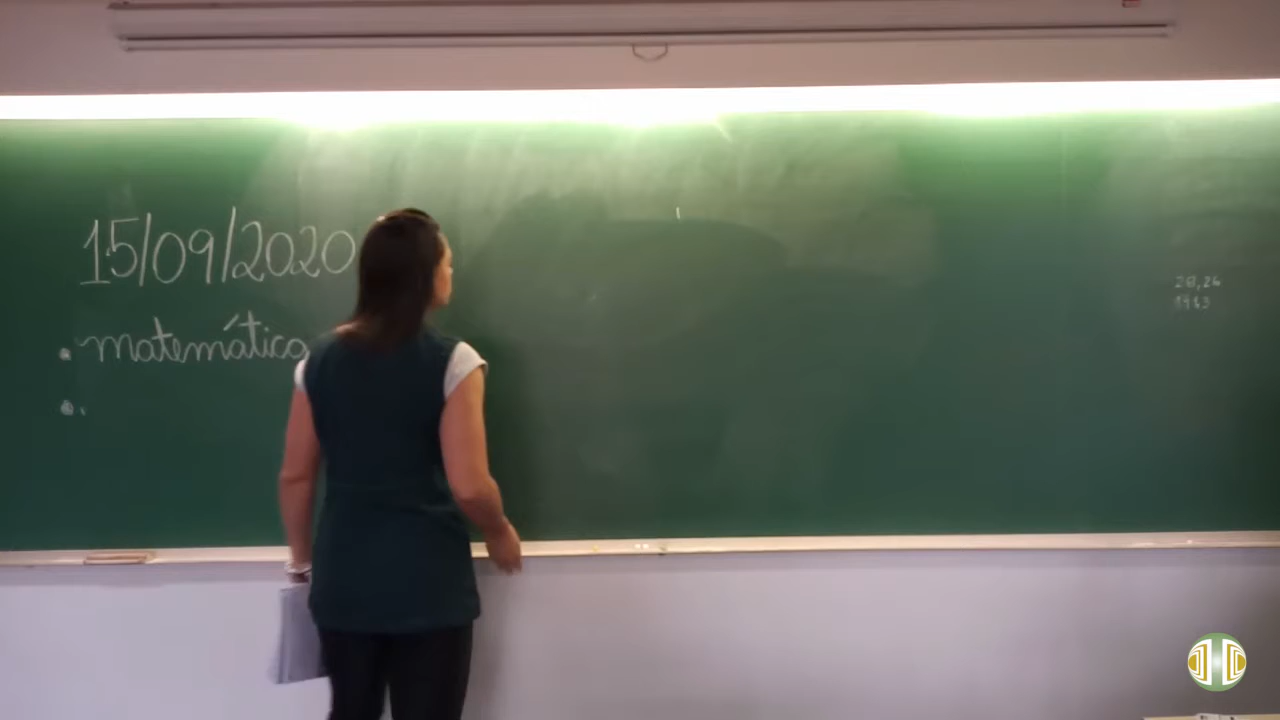 15/09/2020
• matemática
•